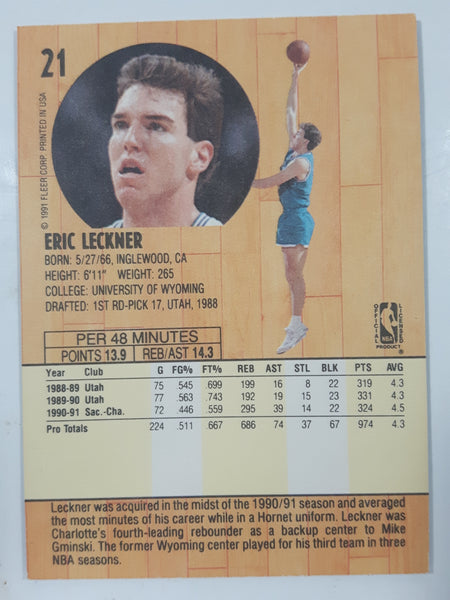 21
© 1991 FLEER CORP. PRINTED IN USA
ERIC LECKNER
BORN: 5/27/66, INGLEWOOD, CA
HEIGHT: 6'11" WEIGHT: 265
COLLEGE: UNIVERSITY OF WYOMING
DRAFTED: 1ST RD-PICK 17, UTAH, 1988
OFFICIAL NBA LICENSED
PRODUCT ®
PER 48 MINUTES
POINTS 13.9 REB/AST 14.3
Year Club G FG% FT% REB AST STL BLK PTS AVG
1988-89 Utah 75 .545 .699 199 16 8 22 319 4.3
1989-90 Utah 77 .563 .743 192 19 15 23 331 4.3
1990-91 Sac.-Cha. 72 .446 .559 295 39 14 22 324 4.5
Pro Totals 224 .511 .667 686 74 37 67 974 4.3
Leckner was acquired in the midst of the 1990/91 season and averaged
the most minutes of his career while in a Hornet uniform. Leckner was
Charlotte's fourth-leading rebounder as a backup center to Mike
Gminski. The former Wyoming center played for his third team in three
NBA seasons.